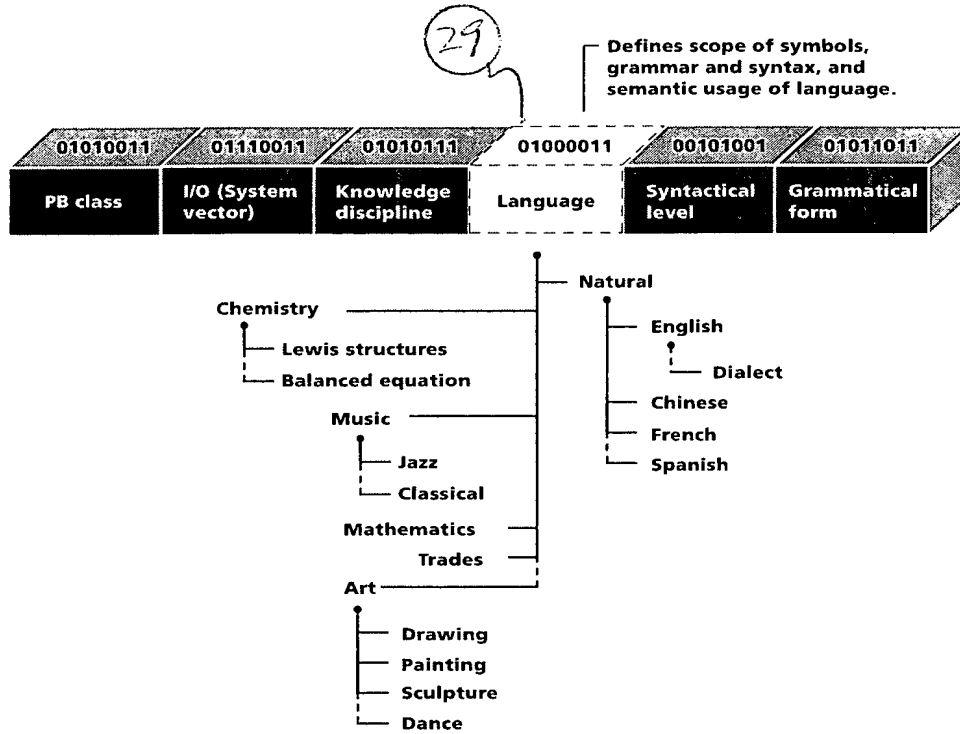 29
Defines scope of symbols,
grammar and syntax, and
semantic usage of language.
01010011 01110011 01010111 01000011 00101001 01011011
PB class
I/O (System
vector)
Knowledge
discipline
Language
Syntactical
level
Grammatical
form
Natural
English
Dialect
Chinese
French
Spanish
Chemistry
Lewis structures
Balanced equation
Music
Jazz
Classical
Mathematics
Trades
Art
Drawing
Painting
Sculpture
Dance